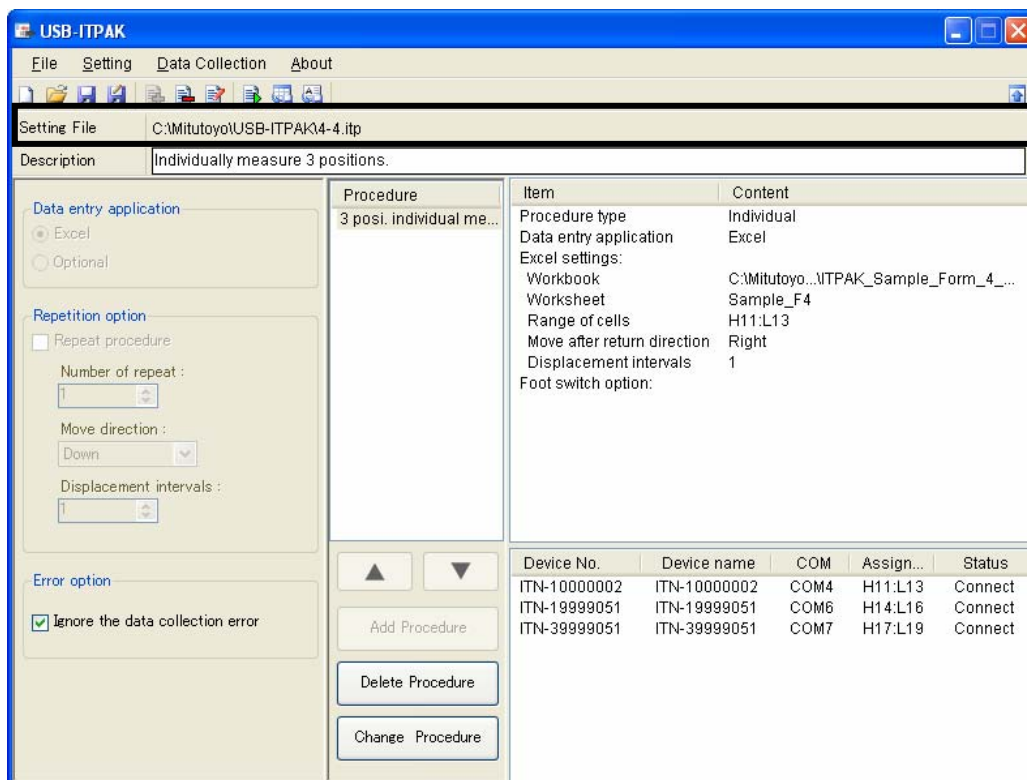 USB-ITPAK
File Setting Data Collection About
Setting File C:\Mitutoyo\USB-ITPAK\4-4.itp
Description Individually measure 3 positions.
Data entry application
Excel
Optional
Repetition option
Repeat procedure
Number of repeat :
1
Move direction :
Down
Displacement intervals :
1
Error option
Ignore the data collection error
Procedure
3 posi. individual me...
Add Procedure
Delete Procedure
Change Procedure
Item Content
Procedure type Individual
Data entry application Excel
Excel settings:
Workbook C:\Mitutoyo...\ITPAK_Sample_Form_4_...
Worksheet Sample_F4
Range of cells H11:L13
Move after return direction Right
Displacement intervals 1
Foot switch option:
Device No. Device name COM Assign... Status
ITN-10000002 ITN-10000002 COM4 H11:L13 Connect
ITN-19999051 ITN-19999051 COM6 H14:L16 Connect
ITN-39999051 ITN-39999051 COM7 H17:L19 Connect